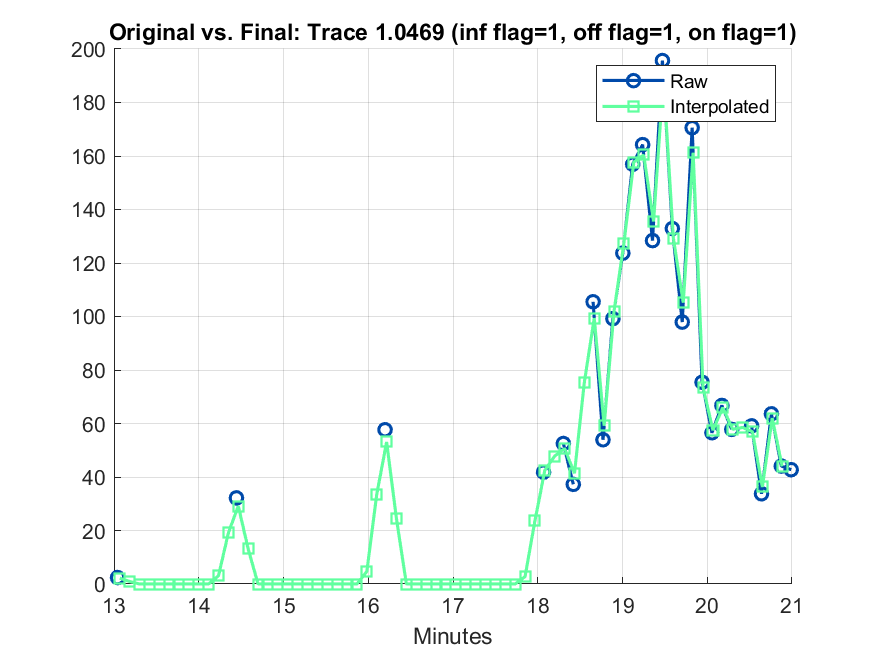 Original vs. Final: Trace 1.0469 (inf flag=1, off flag=1, on flag=1)
200
180
160
140
120
100
80
60
40
20
0
Raw
Interpolated
13 14 15 16 17 18 19 20 21
Minutes